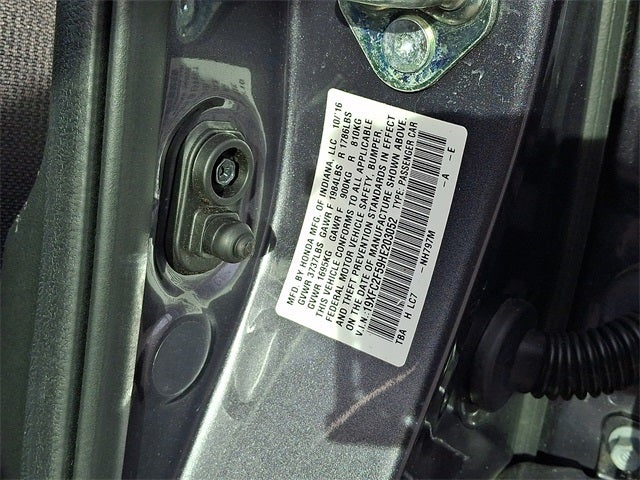 MFD. BY HONDA MFG. OF INDIANA, LLC 10/16
GVWR 3737LBS GAWR F 1984LBS R 1786LBS
GVWR 1695KG GAWR F 900KG R 810KG
THIS VEHICLE CONFORMS TO ALL APPLICABLE
FEDERAL MOTOR VEHICLE SAFETY, BUMPER,
AND THEFT PREVENTION STANDARDS IN EFFECT
ON THE DATE OF MANUFACTURE SHOWN ABOVE.
V.I.N.:19XFC2F59HE203052 TYPE: PASSENGER CAR
TBA H LC7 -NH797M -A -E